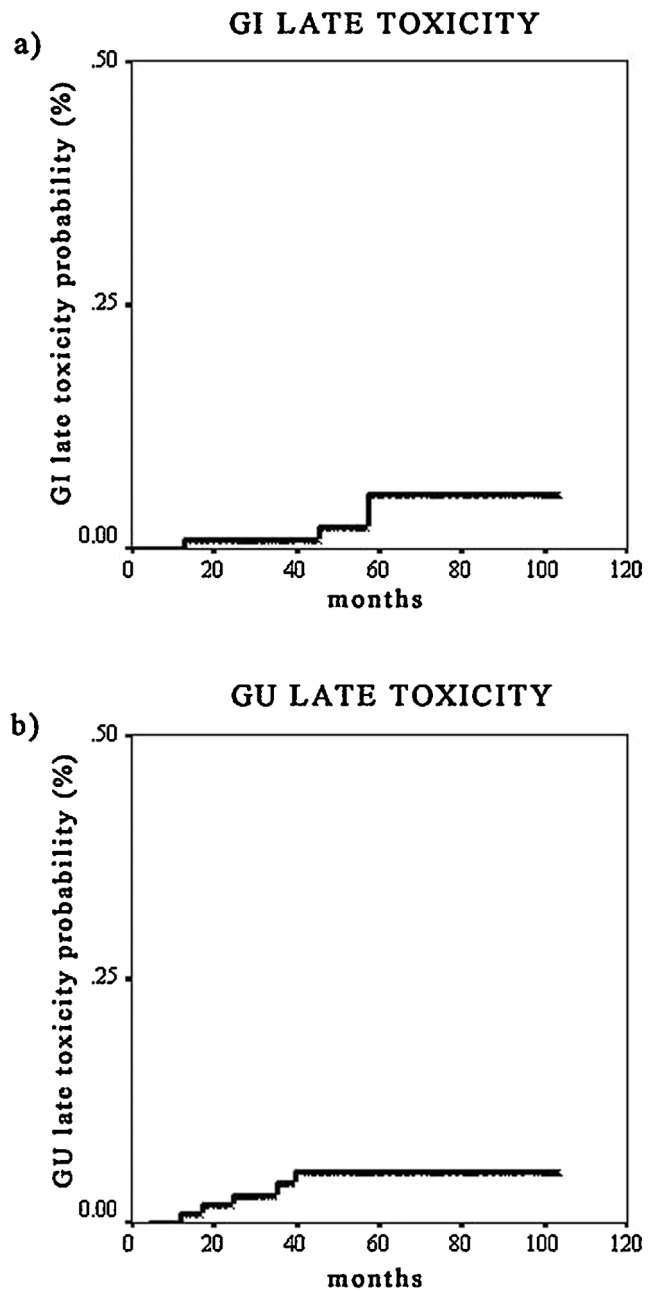 GI LATE TOXICITY
a)
.50
.25
0.00
GI late toxicity probability (%)
0 20 40 60 80 100 120
months
GU LATE TOXICITY
b)
.50
.25
0.00
GU late toxicity probability (%)
0 20 40 60 80 100 120
months